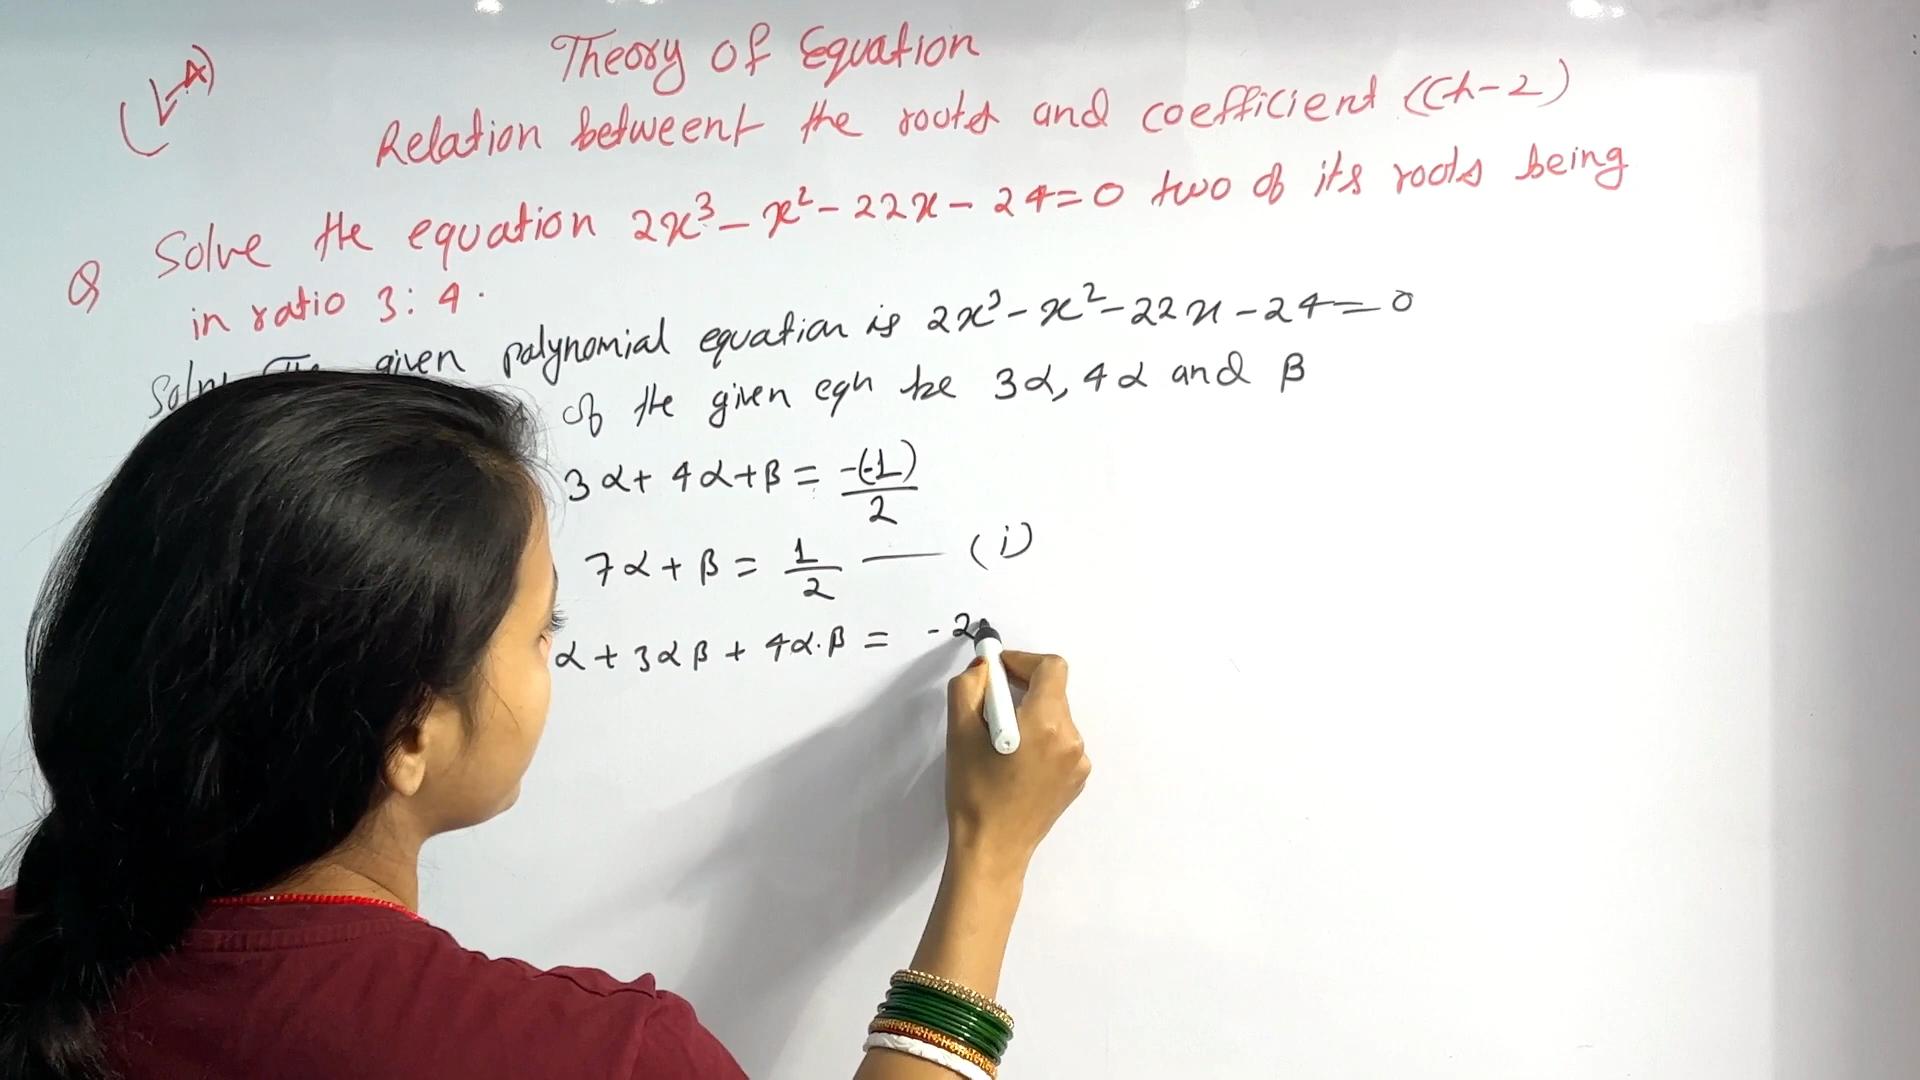 Theory of Equation
Relation betweent the roots and coefficient (Ch-2)
Q Solve the equation 2x³ - x² - 22x - 24 = 0 two of its roots being
in ratio 3:4.
given polynomial equation is 2x³ - x² - 22x - 24 = 0
of the given eqn be 3α, 4α and β
3α + 4α + β = -(-1)/2
7α + β = 1/2 —— (i)
α + 3αβ + 4α.β = - 2